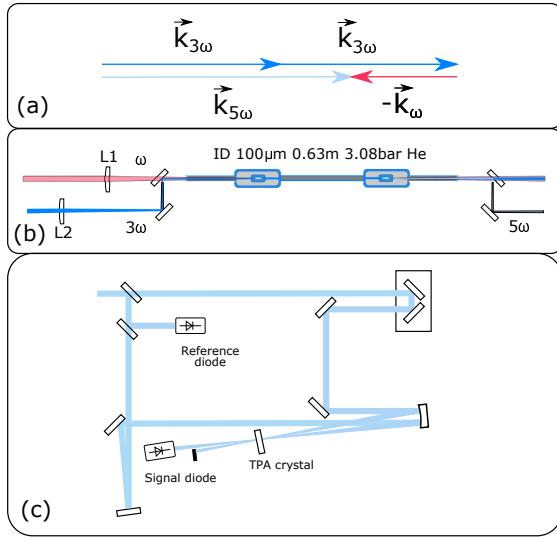 k₃ω k₃ω
k₅ω -kω
(a)
L1 ω ID 100μm 0.63m 3.08bar He
L2 3ω 5ω
(b)
Reference
diode
Signal diode
TPA crystal
(c)